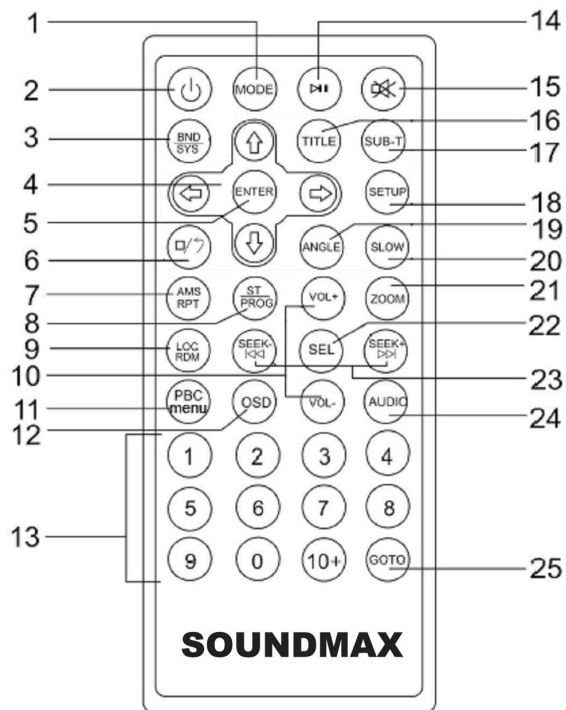 1
14
2
MODE
15
16
3
BND
SYS
TITLE
SUB-T
17
4
ENTER
SETUP
5
18
19
6
ANGLE
SLOW
20
7
AMS
RPT
ST
PROG
VOL+
ZOOM
21
8
22
9
LOC
RDM
SEEK-
SEL
SEEK+
10
23
11
PBC
menu
OSD
VOL-
AUDIO
24
12
1
2
3
4
13
5
6
7
8
9
0
10+
GOTO
25
SOUNDMAX